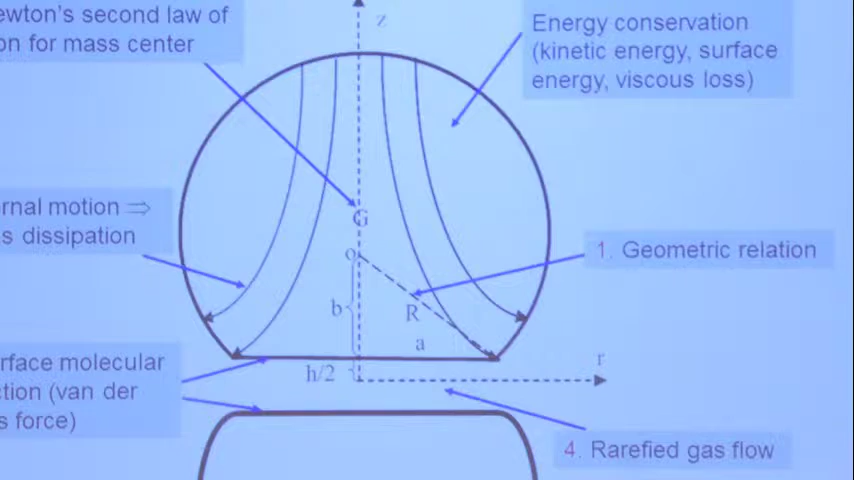 ewton's second law of
on for mass center
z
Energy conservation
(kinetic energy, surface
energy, viscous loss)
rnal motion ⇒
s dissipation
G
o
1. Geometric relation
b
R
a
rface molecular
ction (van der
s force)
h/2
r
4. Rarefied gas flow